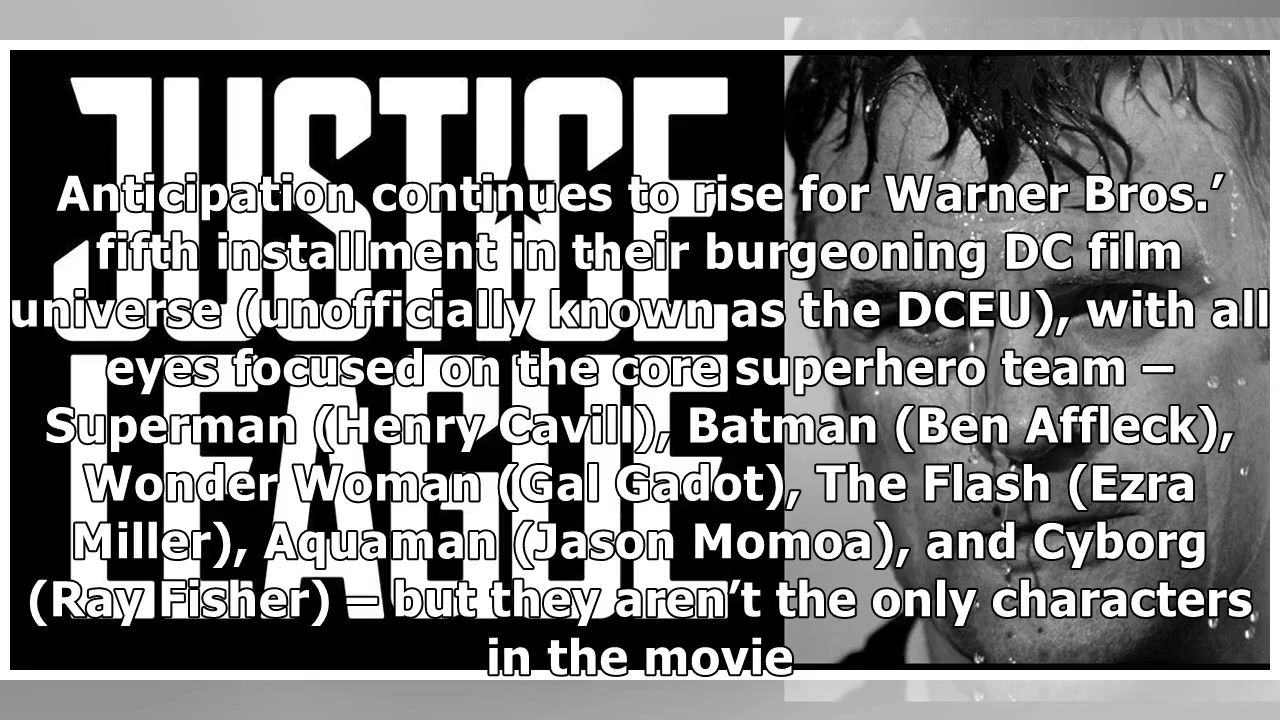 JUSTICE
LEAGUE
Anticipation continues to rise for Warner Bros.’
fifth installment in their burgeoning DC film
universe (unofficially known as the DCEU), with all
eyes focused on the core superhero team –
Superman (Henry Cavill), Batman (Ben Affleck),
Wonder Woman (Gal Gadot), The Flash (Ezra
Miller), Aquaman (Jason Momoa), and Cyborg
(Ray Fisher) – but they aren’t the only characters
in the movie